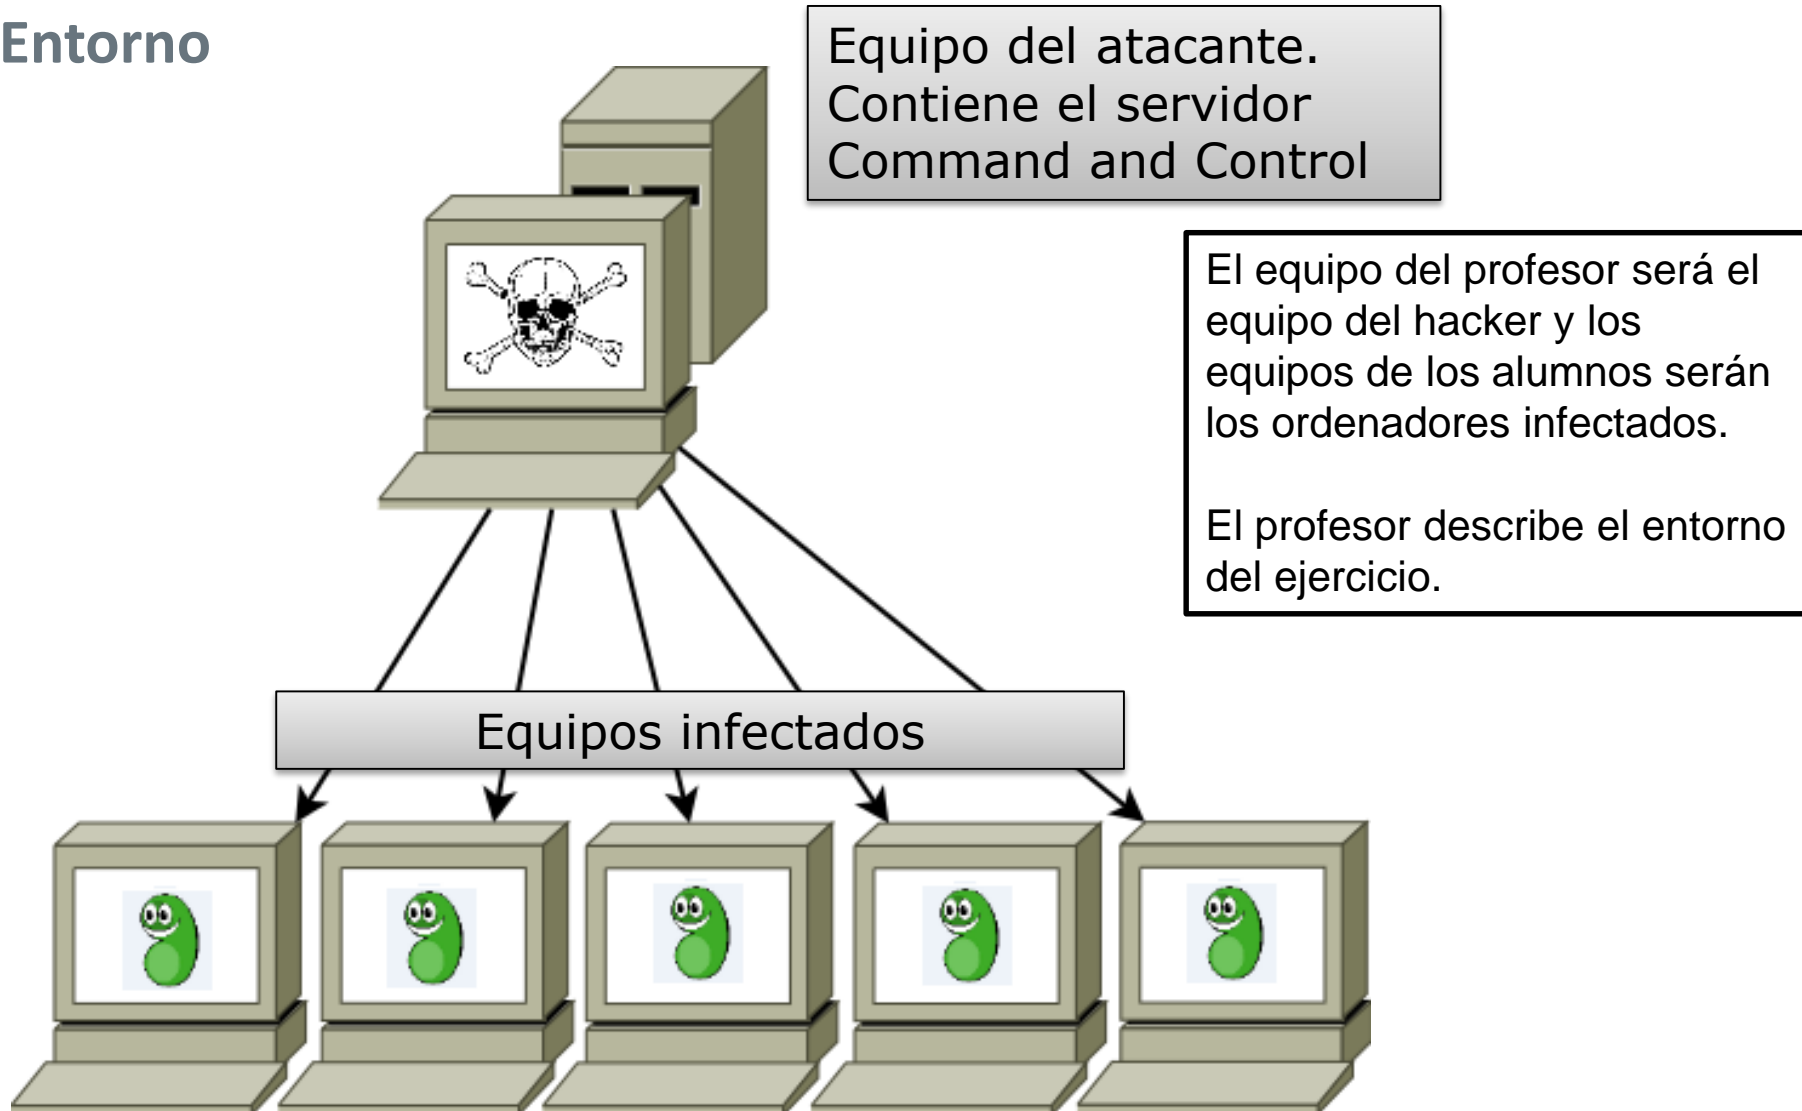 Entorno
Equipo del atacante.
Contiene el servidor
Command and Control
El equipo del profesor será el
equipo del hacker y los
equipos de los alumnos serán
los ordenadores infectados.
El profesor describe el entorno
del ejercicio.
Equipos infectados